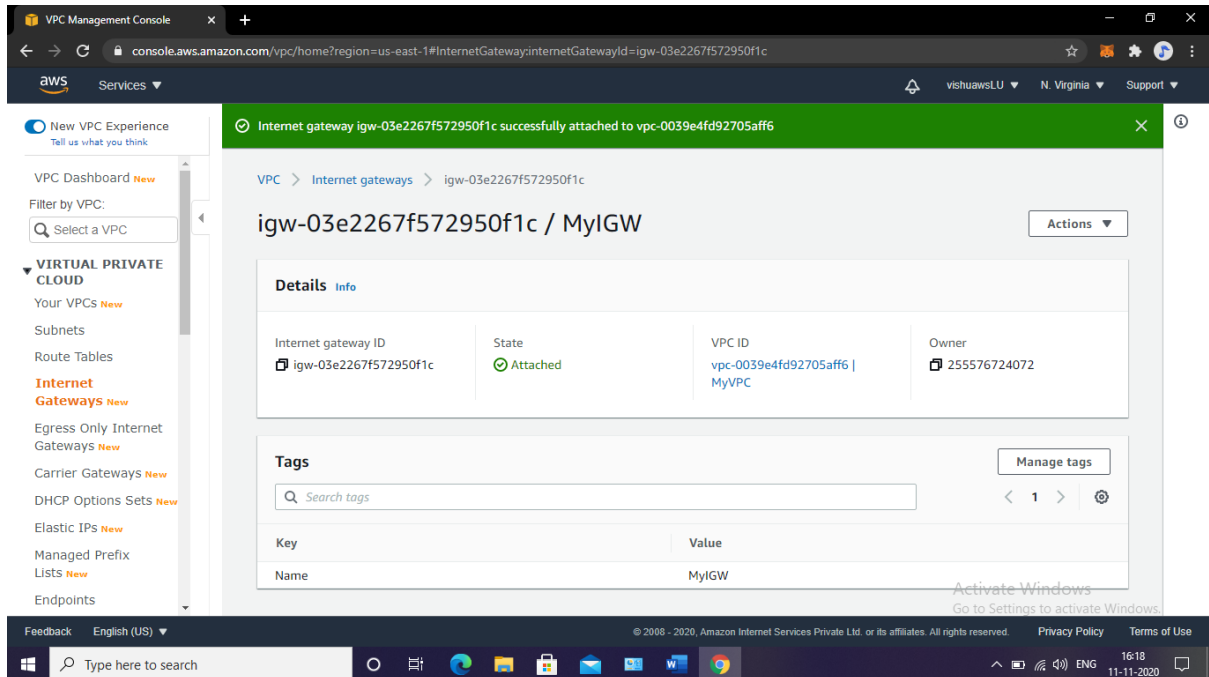 VPC Management Console
console.aws.amazon.com/vpc/home?region=us-east-1#InternetGateway:internetGatewayId=igw-03e2267f572950f1c
aws Services vishuawsLU N. Virginia Support
New VPC Experience
Tell us what you think
Internet gateway igw-03e2267f572950f1c successfully attached to vpc-0039e4fd92705aff6
VPC Dashboard New
Filter by VPC:
Select a VPC
VIRTUAL PRIVATE
CLOUD
Your VPCs New
Subnets
Route Tables
Internet
Gateways New
Egress Only Internet
Gateways New
Carrier Gateways New
DHCP Options Sets New
Elastic IPs New
Managed Prefix
Lists New
Endpoints
VPC > Internet gateways > igw-03e2267f572950f1c
igw-03e2267f572950f1c / MyIGW
Actions
Details Info
Internet gateway ID
igw-03e2267f572950f1c
State
Attached
VPC ID
vpc-0039e4fd92705aff6 |
MyVPC
Owner
255576724072
Tags
Manage tags
Search tags
1
Key Value
Name MyIGW
Activate Windows
Go to Settings to activate Windows.
Feedback English (US) © 2008 - 2020, Amazon Internet Services Private Ltd. or its affiliates. All rights reserved. Privacy Policy Terms of Use
Type here to search
W
ENG
16:18
11-11-2020